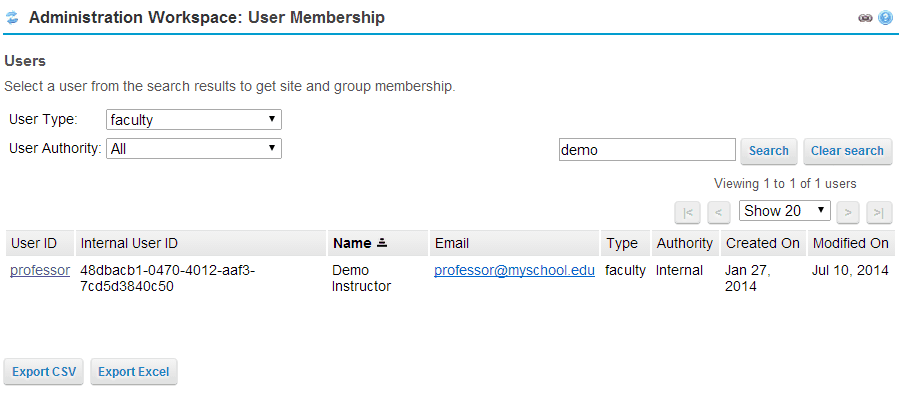 Administration Workspace: User Membership
Users
Select a user from the search results to get site and group membership.
User Type: faculty
User Authority: All demo Search Clear search
Viewing 1 to 1 of 1 users
|< < Show 20 > >|
User ID Internal User ID Name Email Type Authority Created On Modified On
professor 48dbacb1-0470-4012-aaf3- Demo professor@myschool.edu faculty Internal Jan 27, Jul 10, 2014
7cd5d3840c50 Instructor 2014
Export CSV Export Excel